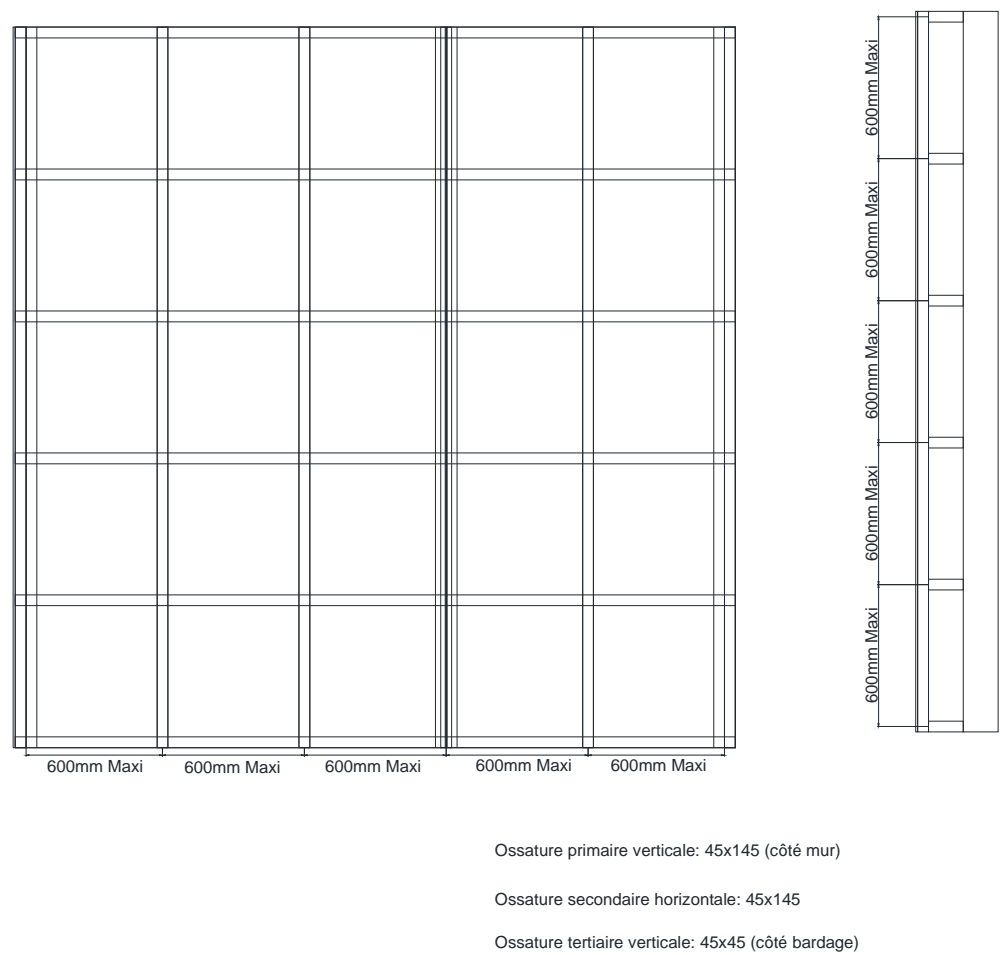 600mm Maxi
600mm Maxi
600mm Maxi
600mm Maxi
600mm Maxi
600mm Maxi
600mm Maxi
600mm Maxi
600mm Maxi
600mm Maxi
Ossature primaire verticale: 45x145 (côté mur)
Ossature secondaire horizontale: 45x145
Ossature tertiaire verticale: 45x45 (côté bardage)